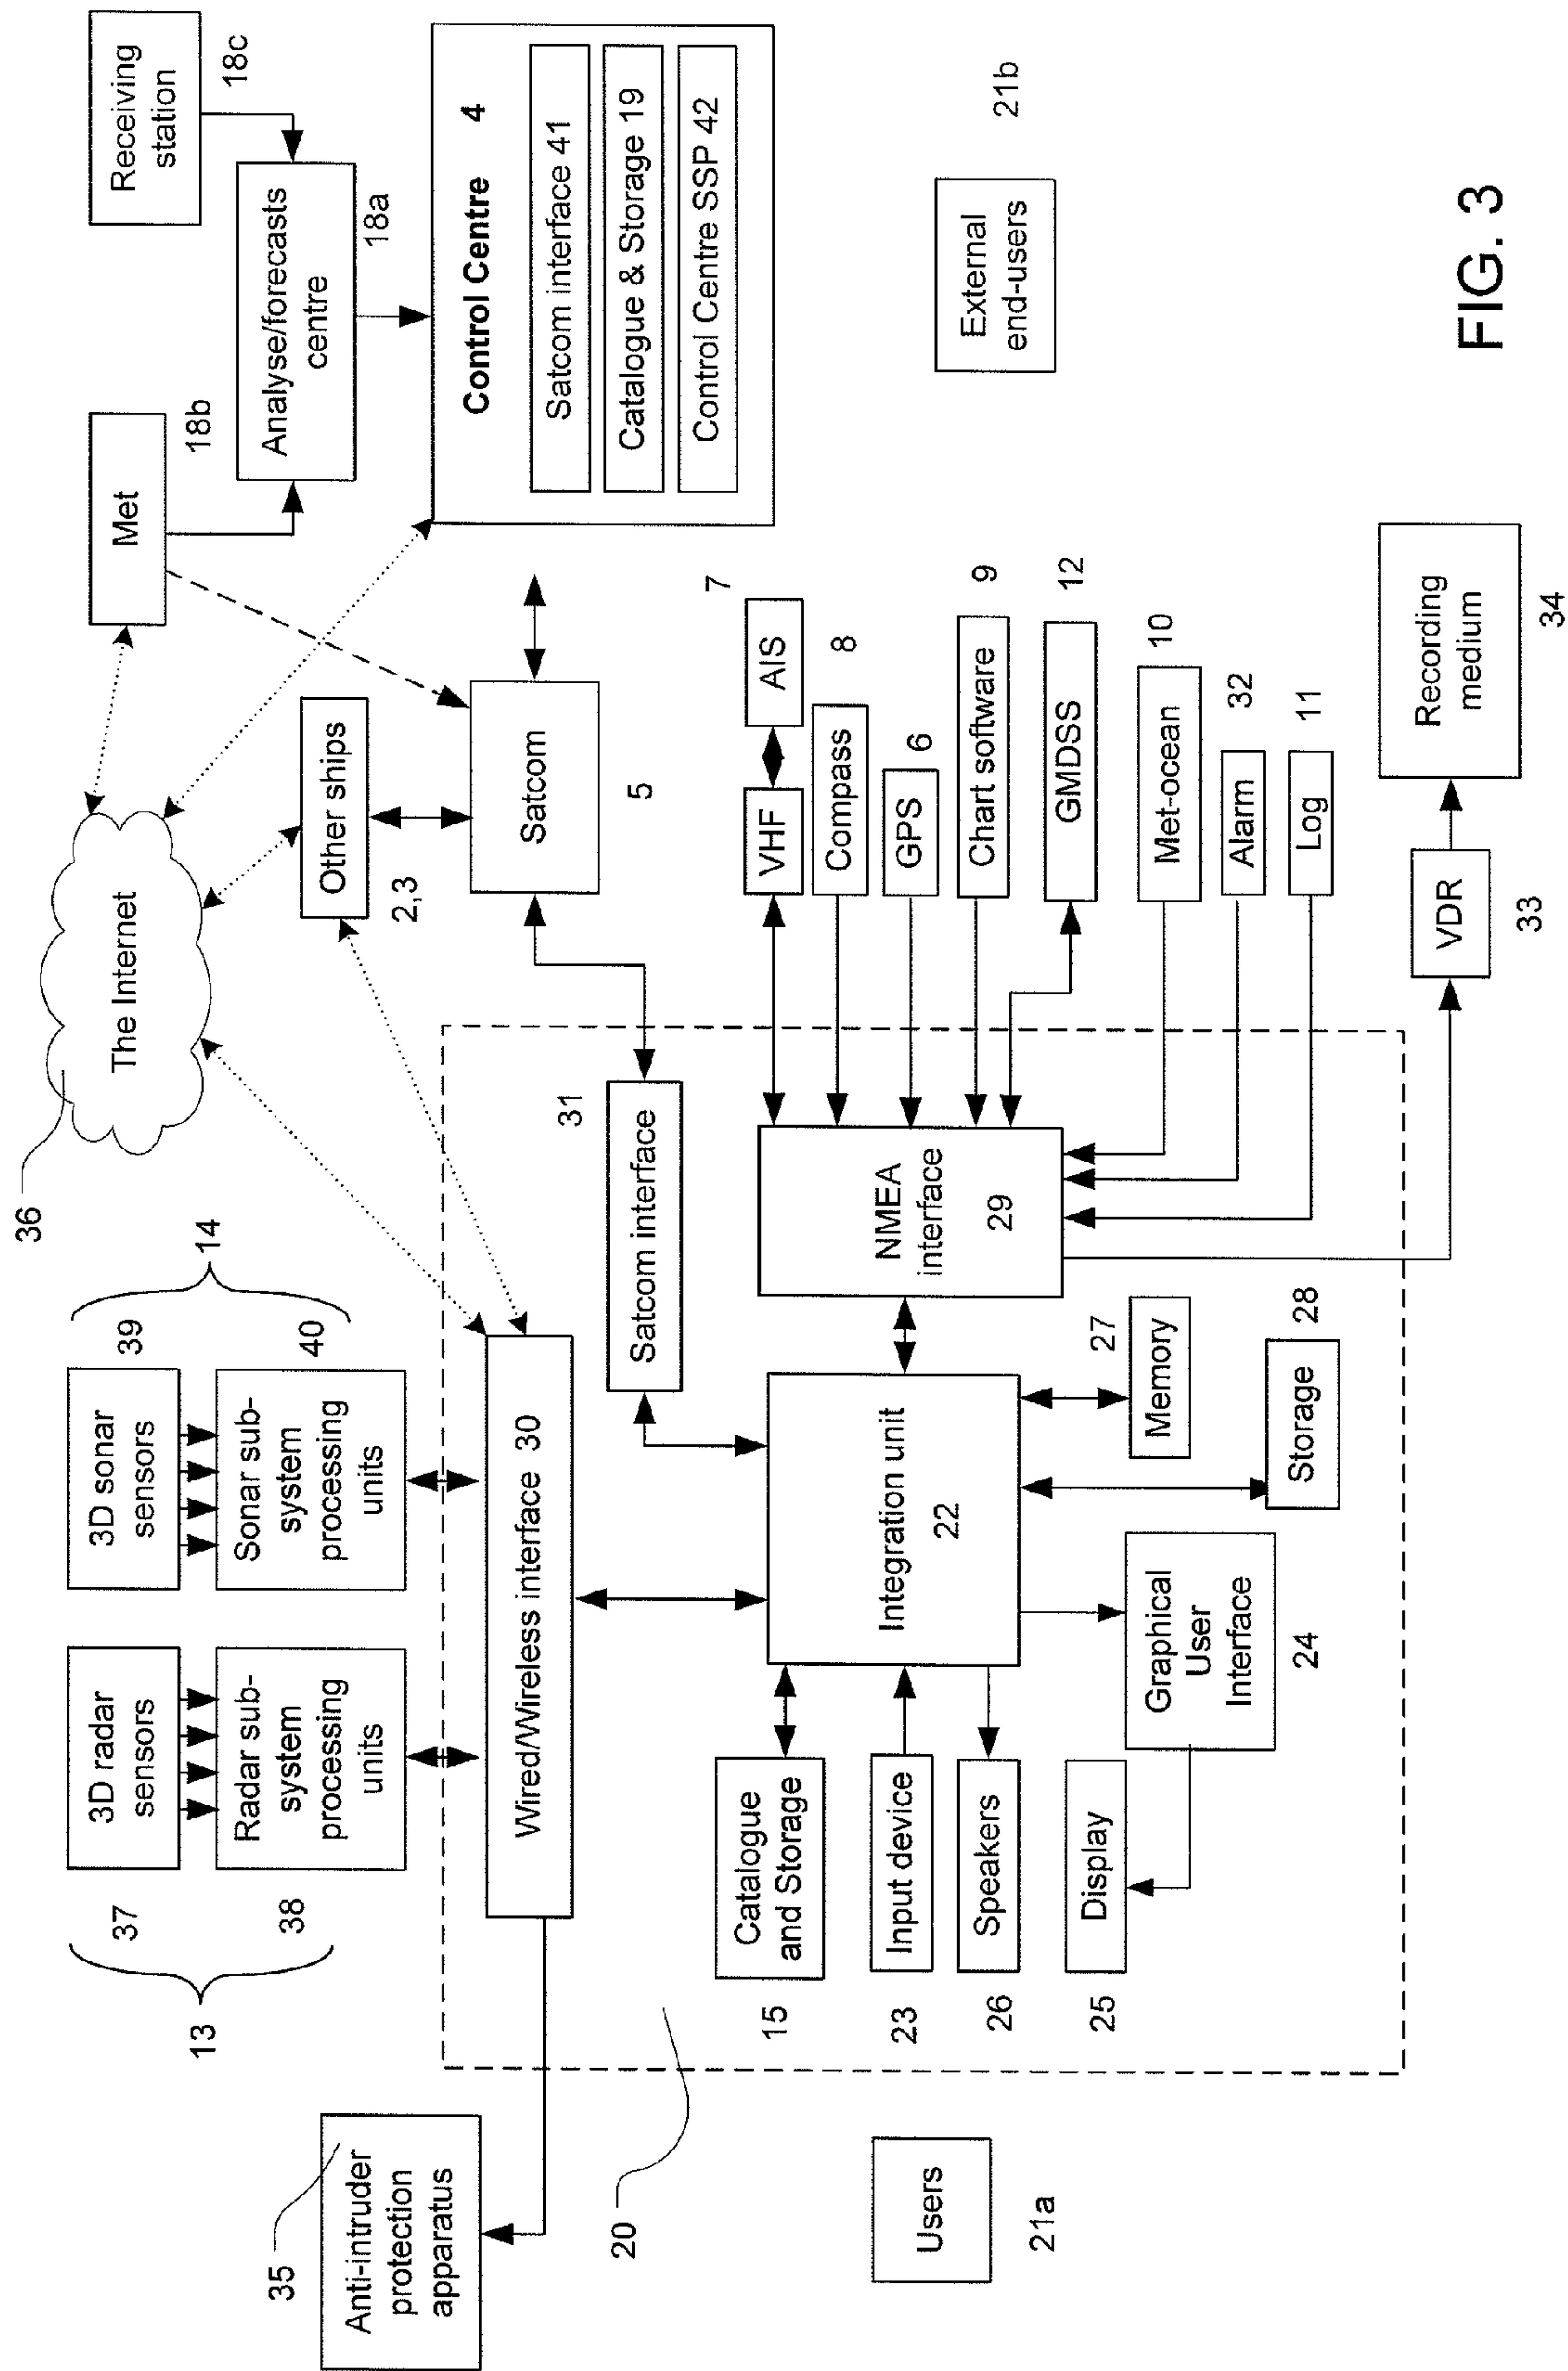 36
The Internet
Met
18b
Receiving
station
18c
Analyse/forecasts
centre
18a
Control Centre 4
Satcom interface 41
Catalogue & Storage 19
Control Centre SSP 42
Other ships
2,3
Satcom
5
13
37
3D radar
sensors
38
Radar sub-
system
processing
units
14
39
3D sonar
sensors
40
Sonar sub-
system
processing
units
35
Anti-intruder
protection
apparatus
20
Wired/Wireless interface 30
Satcom interface
31
Integration unit
22
Catalogue
and Storage
15
Input device
23
Speakers
26
Display
25
Graphical
User
Interface
24
Memory
27
Storage
28
NMEA
interface
29
VHF
AIS
7
Compass
8
GPS
6
Chart software
9
GMDSS
12
Met-ocean
10
Alarm
32
Log
11
VDR
33
Recording
medium
34
Users
21a
External
end-users
21b
FIG. 3